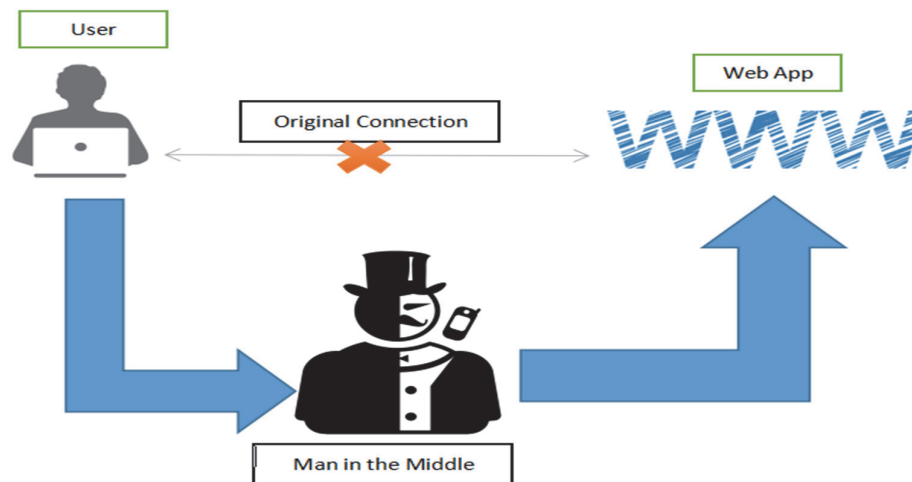 User
Web App
Original Connection
WWW
Man in the Middle